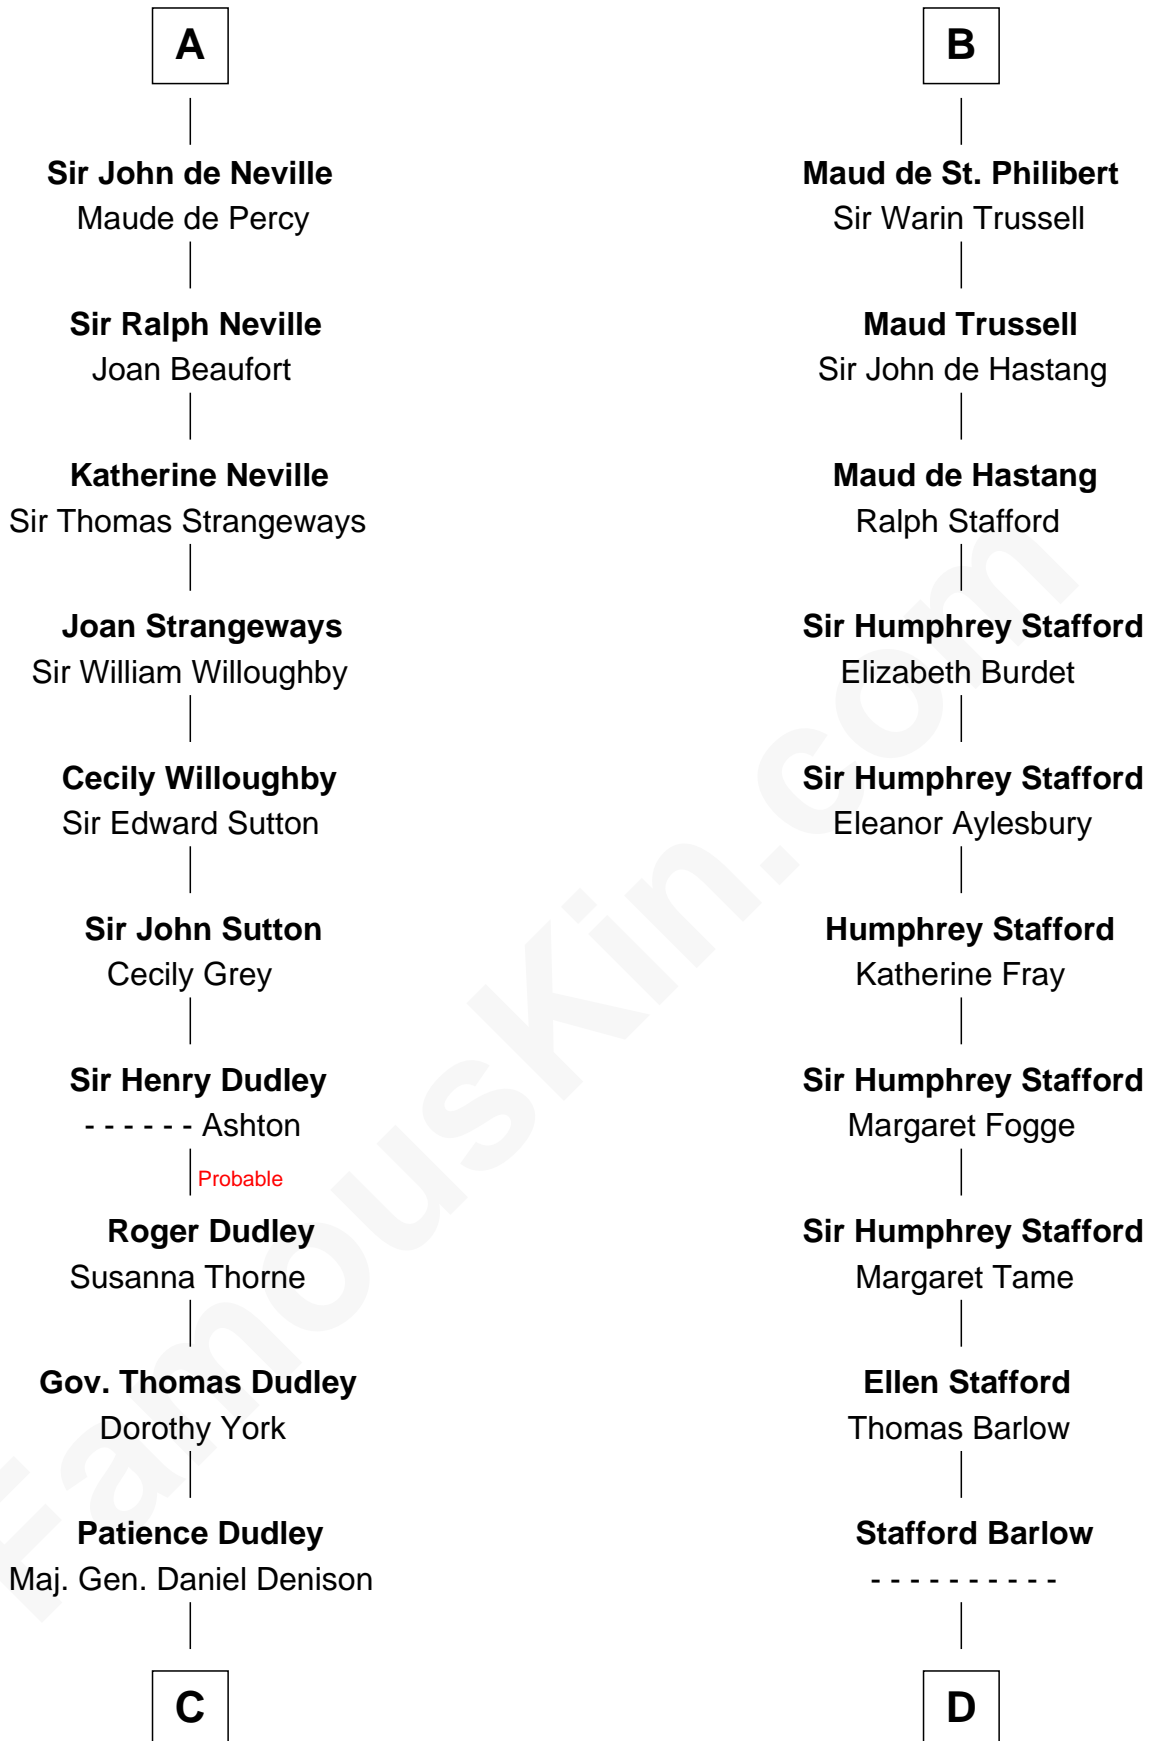 A
Sir John de Neville
Maude de Percy
Sir Ralph Neville
Joan Beaufort
Katherine Neville
Sir Thomas Strangeways
Joan Strangeways
Sir William Willoughby
Cecily Willoughby
Sir Edward Sutton
Sir John Sutton
Cecily Grey
Sir Henry Dudley
- - - - - - Ashton
Probable
Roger Dudley
Susanna Thorne
Gov. Thomas Dudley
Dorothy York
Patience Dudley
Maj. Gen. Daniel Denison
C
B
Maud de St. Philibert
Sir Warin Trussell
Maud Trussell
Sir John de Hastang
Maud de Hastang
Ralph Stafford
Sir Humphrey Stafford
Elizabeth Burdet
Sir Humphrey Stafford
Eleanor Aylesbury
Humphrey Stafford
Katherine Fray
Sir Humphrey Stafford
Margaret Fogge
Sir Humphrey Stafford
Margaret Tame
Ellen Stafford
Thomas Barlow
Stafford Barlow
- - - - - - - - - -
D
FamousKin.com